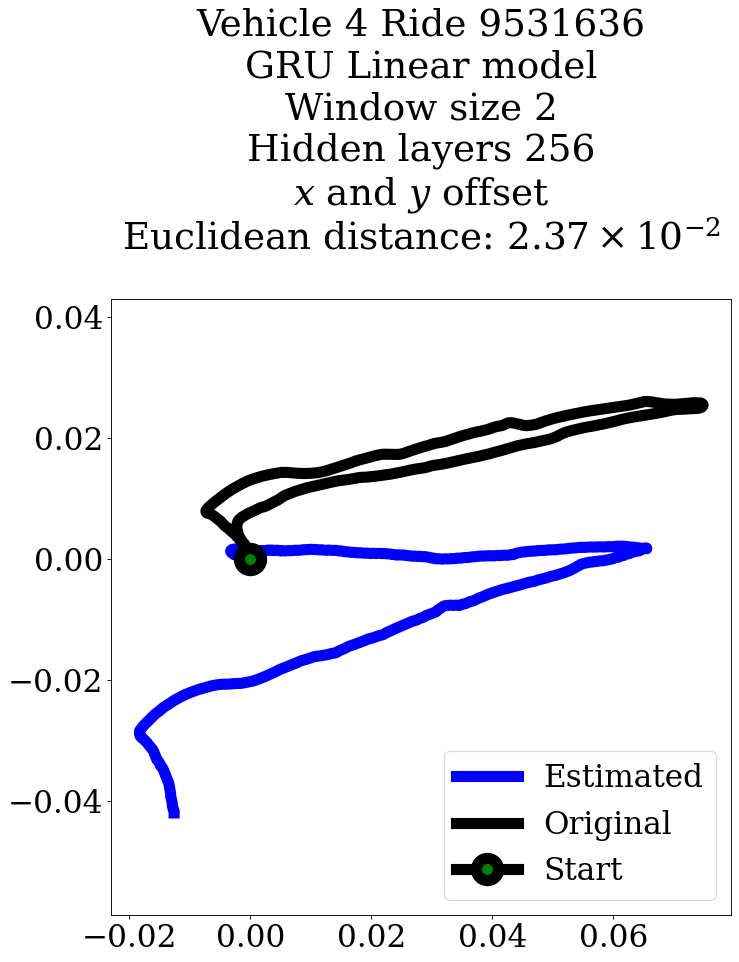 Vehicle 4 Ride 9531636
GRU Linear model
Window size 2
Hidden layers 256
x and y offset
Euclidean distance: 2.37 × 10⁻²
0.04
0.02
0.00
−0.02
−0.04
Estimated
Original
Start
−0.02 0.00 0.02 0.04 0.06